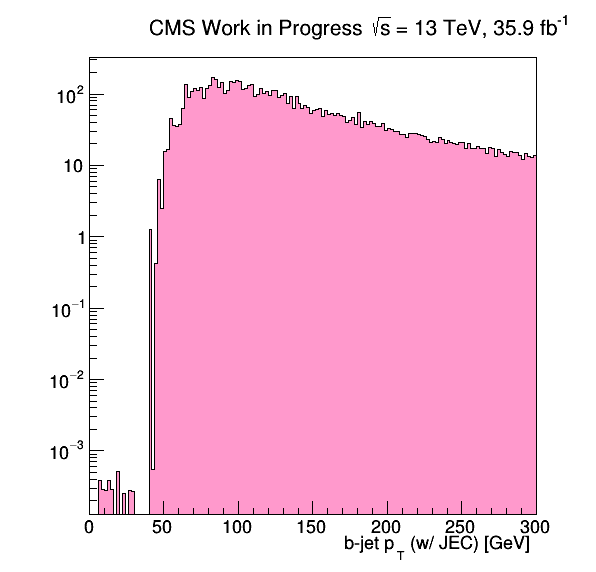 CMS Work in Progress √s = 13 TeV, 35.9 fb⁻¹
10²
10
1
10⁻¹
10⁻²
10⁻³
0 50 100 150 200 250 300
b-jet p_T (w/ JEC) [GeV]